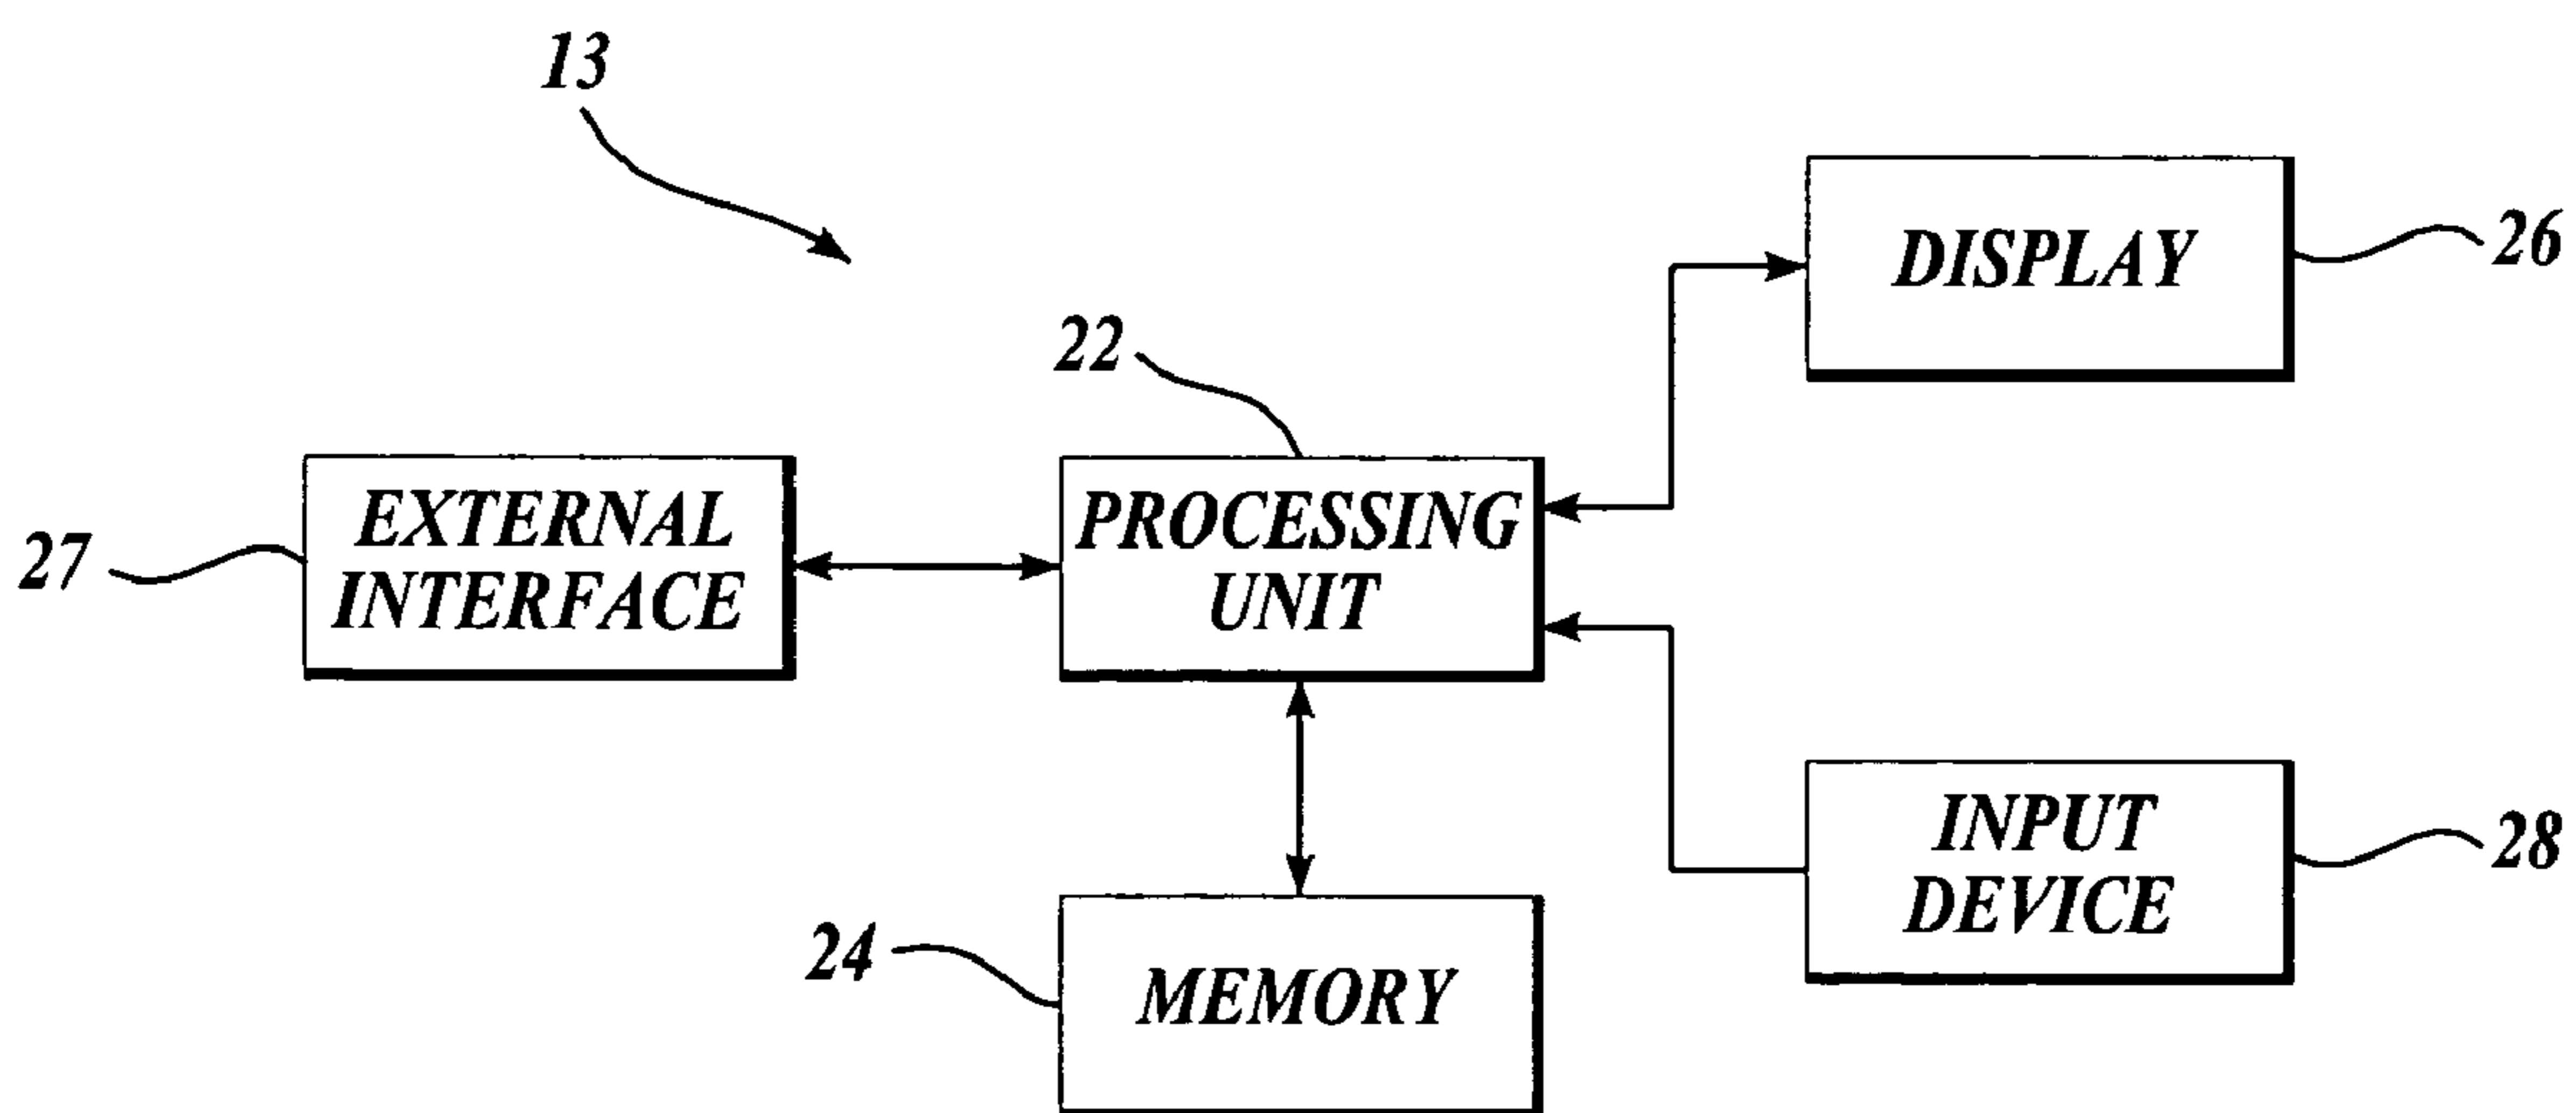 13
DISPLAY
26
22
EXTERNAL
INTERFACE
27
PROCESSING
UNIT
INPUT
DEVICE
28
24
MEMORY